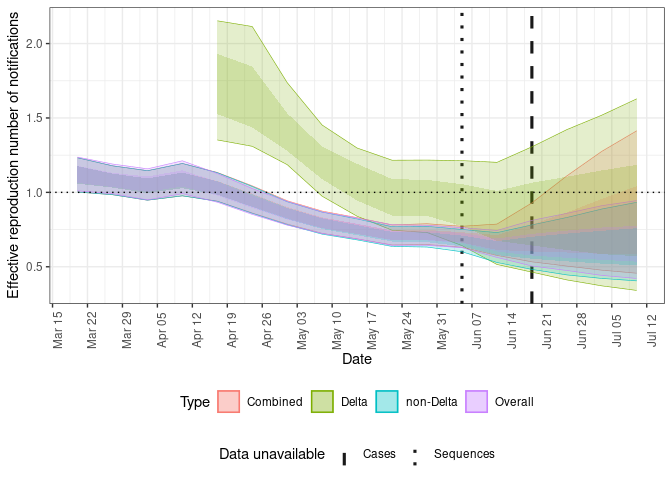 Effective reproduction number of notifications
2.0
1.5
1.0
0.5
Mar 15
Mar 22
Mar 29
Apr 05
Apr 12
Apr 19
Apr 26
May 03
May 10
May 17
May 24
May 31
Jun 07
Jun 14
Jun 21
Jun 28
Jul 05
Jul 12
Date
Type Combined Delta non-Delta Overall
Data unavailable Cases Sequences